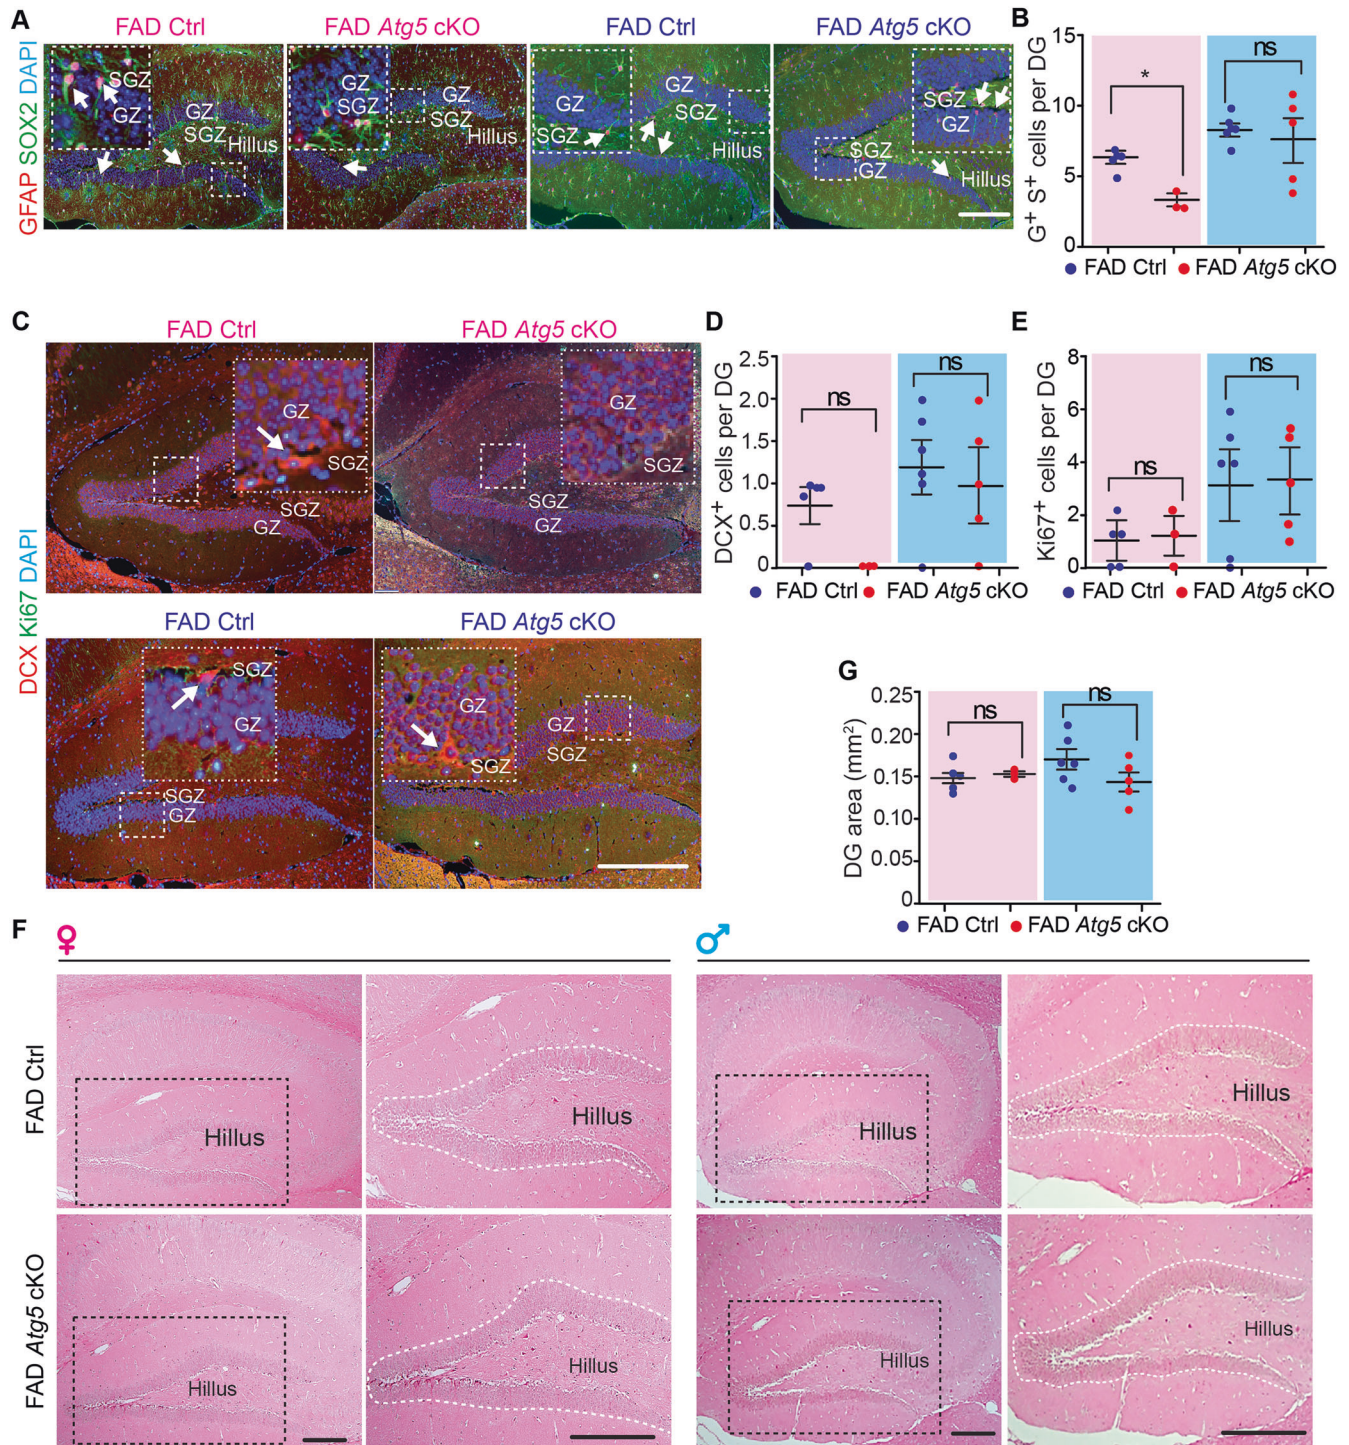 A
FAD Ctrl
FAD Atg5 cKO
FAD Ctrl
FAD Atg5 cKO
GFAP SOX2 DAPI
SGZ
GZ
GZ
SGZ
Hillus
GZ
SGZ
GZ
SGZ
Hillus
GZ
SGZ
GZ
SGZ
Hillus
SGZ
GZ
SGZ
GZ
Hillus
B
G+ S+ cells per DG
15
10
5
0
*
ns
FAD Ctrl FAD Atg5 cKO
C
FAD Ctrl
FAD Atg5 cKO
DCX Ki67 DAPI
GZ
SGZ
SGZ
GZ
GZ
SGZ
SGZ
GZ
FAD Ctrl
FAD Atg5 cKO
SGZ
GZ
SGZ
GZ
GZ
SGZ
GZ
SGZ
D
DCX+ cells per DG
2.5
2.0
1.5
1.0
0.5
0
ns
ns
FAD Ctrl FAD Atg5 cKO
E
Ki67+ cells per DG
8
6
4
2
0
ns
ns
FAD Ctrl FAD Atg5 cKO
G
DG area (mm2)
0.25
0.20
0.15
0.10
0.05
0
ns
ns
FAD Ctrl FAD Atg5 cKO
F
♀
♂
FAD Ctrl
Hillus
Hillus
Hillus
Hillus
FAD Atg5 cKO
Hillus
Hillus
Hillus
Hillus